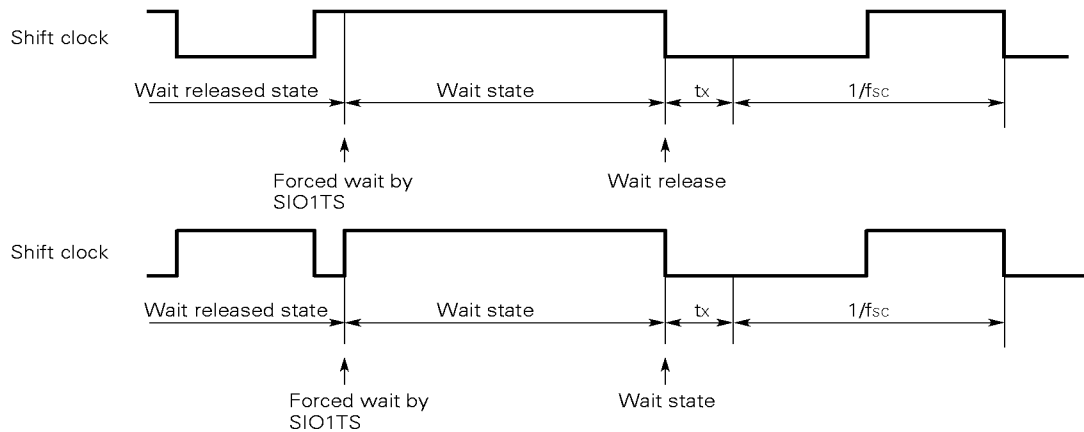 Shift clock
Wait released state
Wait state
tx
1/fsc
Forced wait by
SIO1TS
Wait release
Shift clock
Wait released state
Wait state
tx
1/fsc
Forced wait by
SIO1TS
Wait state